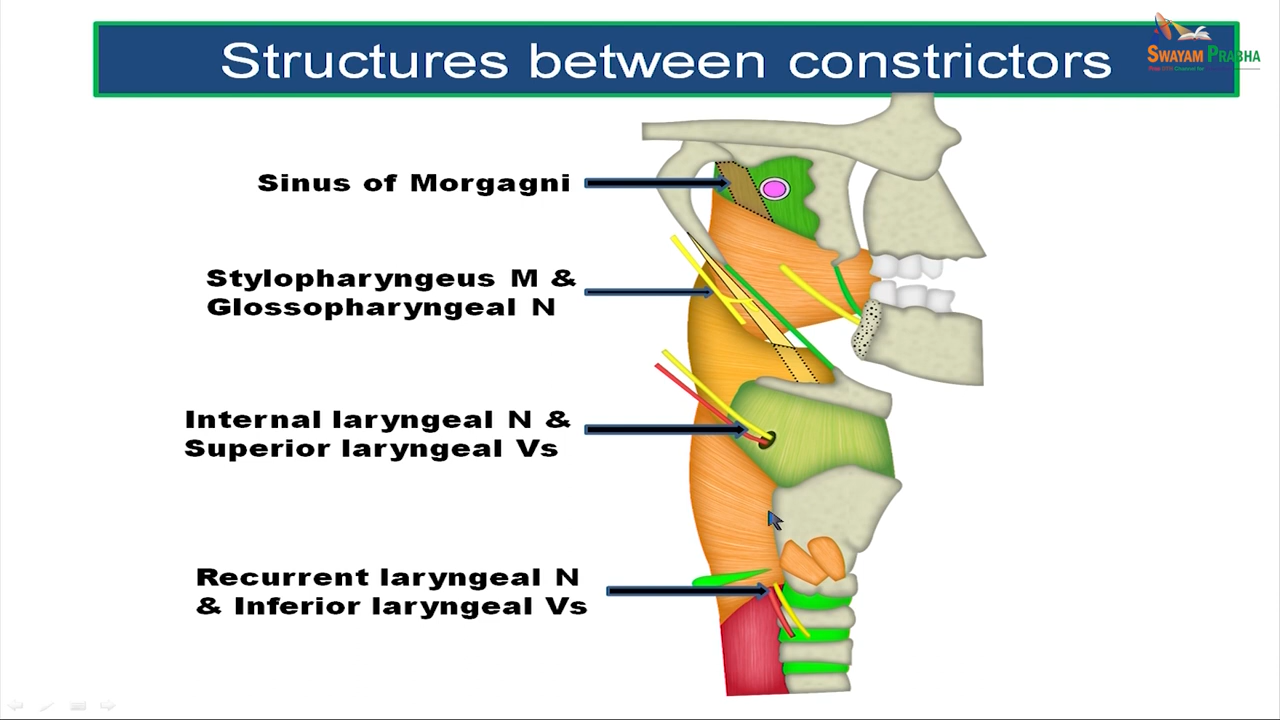 Structures between constrictors
SWAYAM PRABHA
Sinus of Morgagni
Stylopharyngeus M &
Glossopharyngeal N
Internal laryngeal N &
Superior laryngeal Vs
Recurrent laryngeal N
& Inferior laryngeal Vs